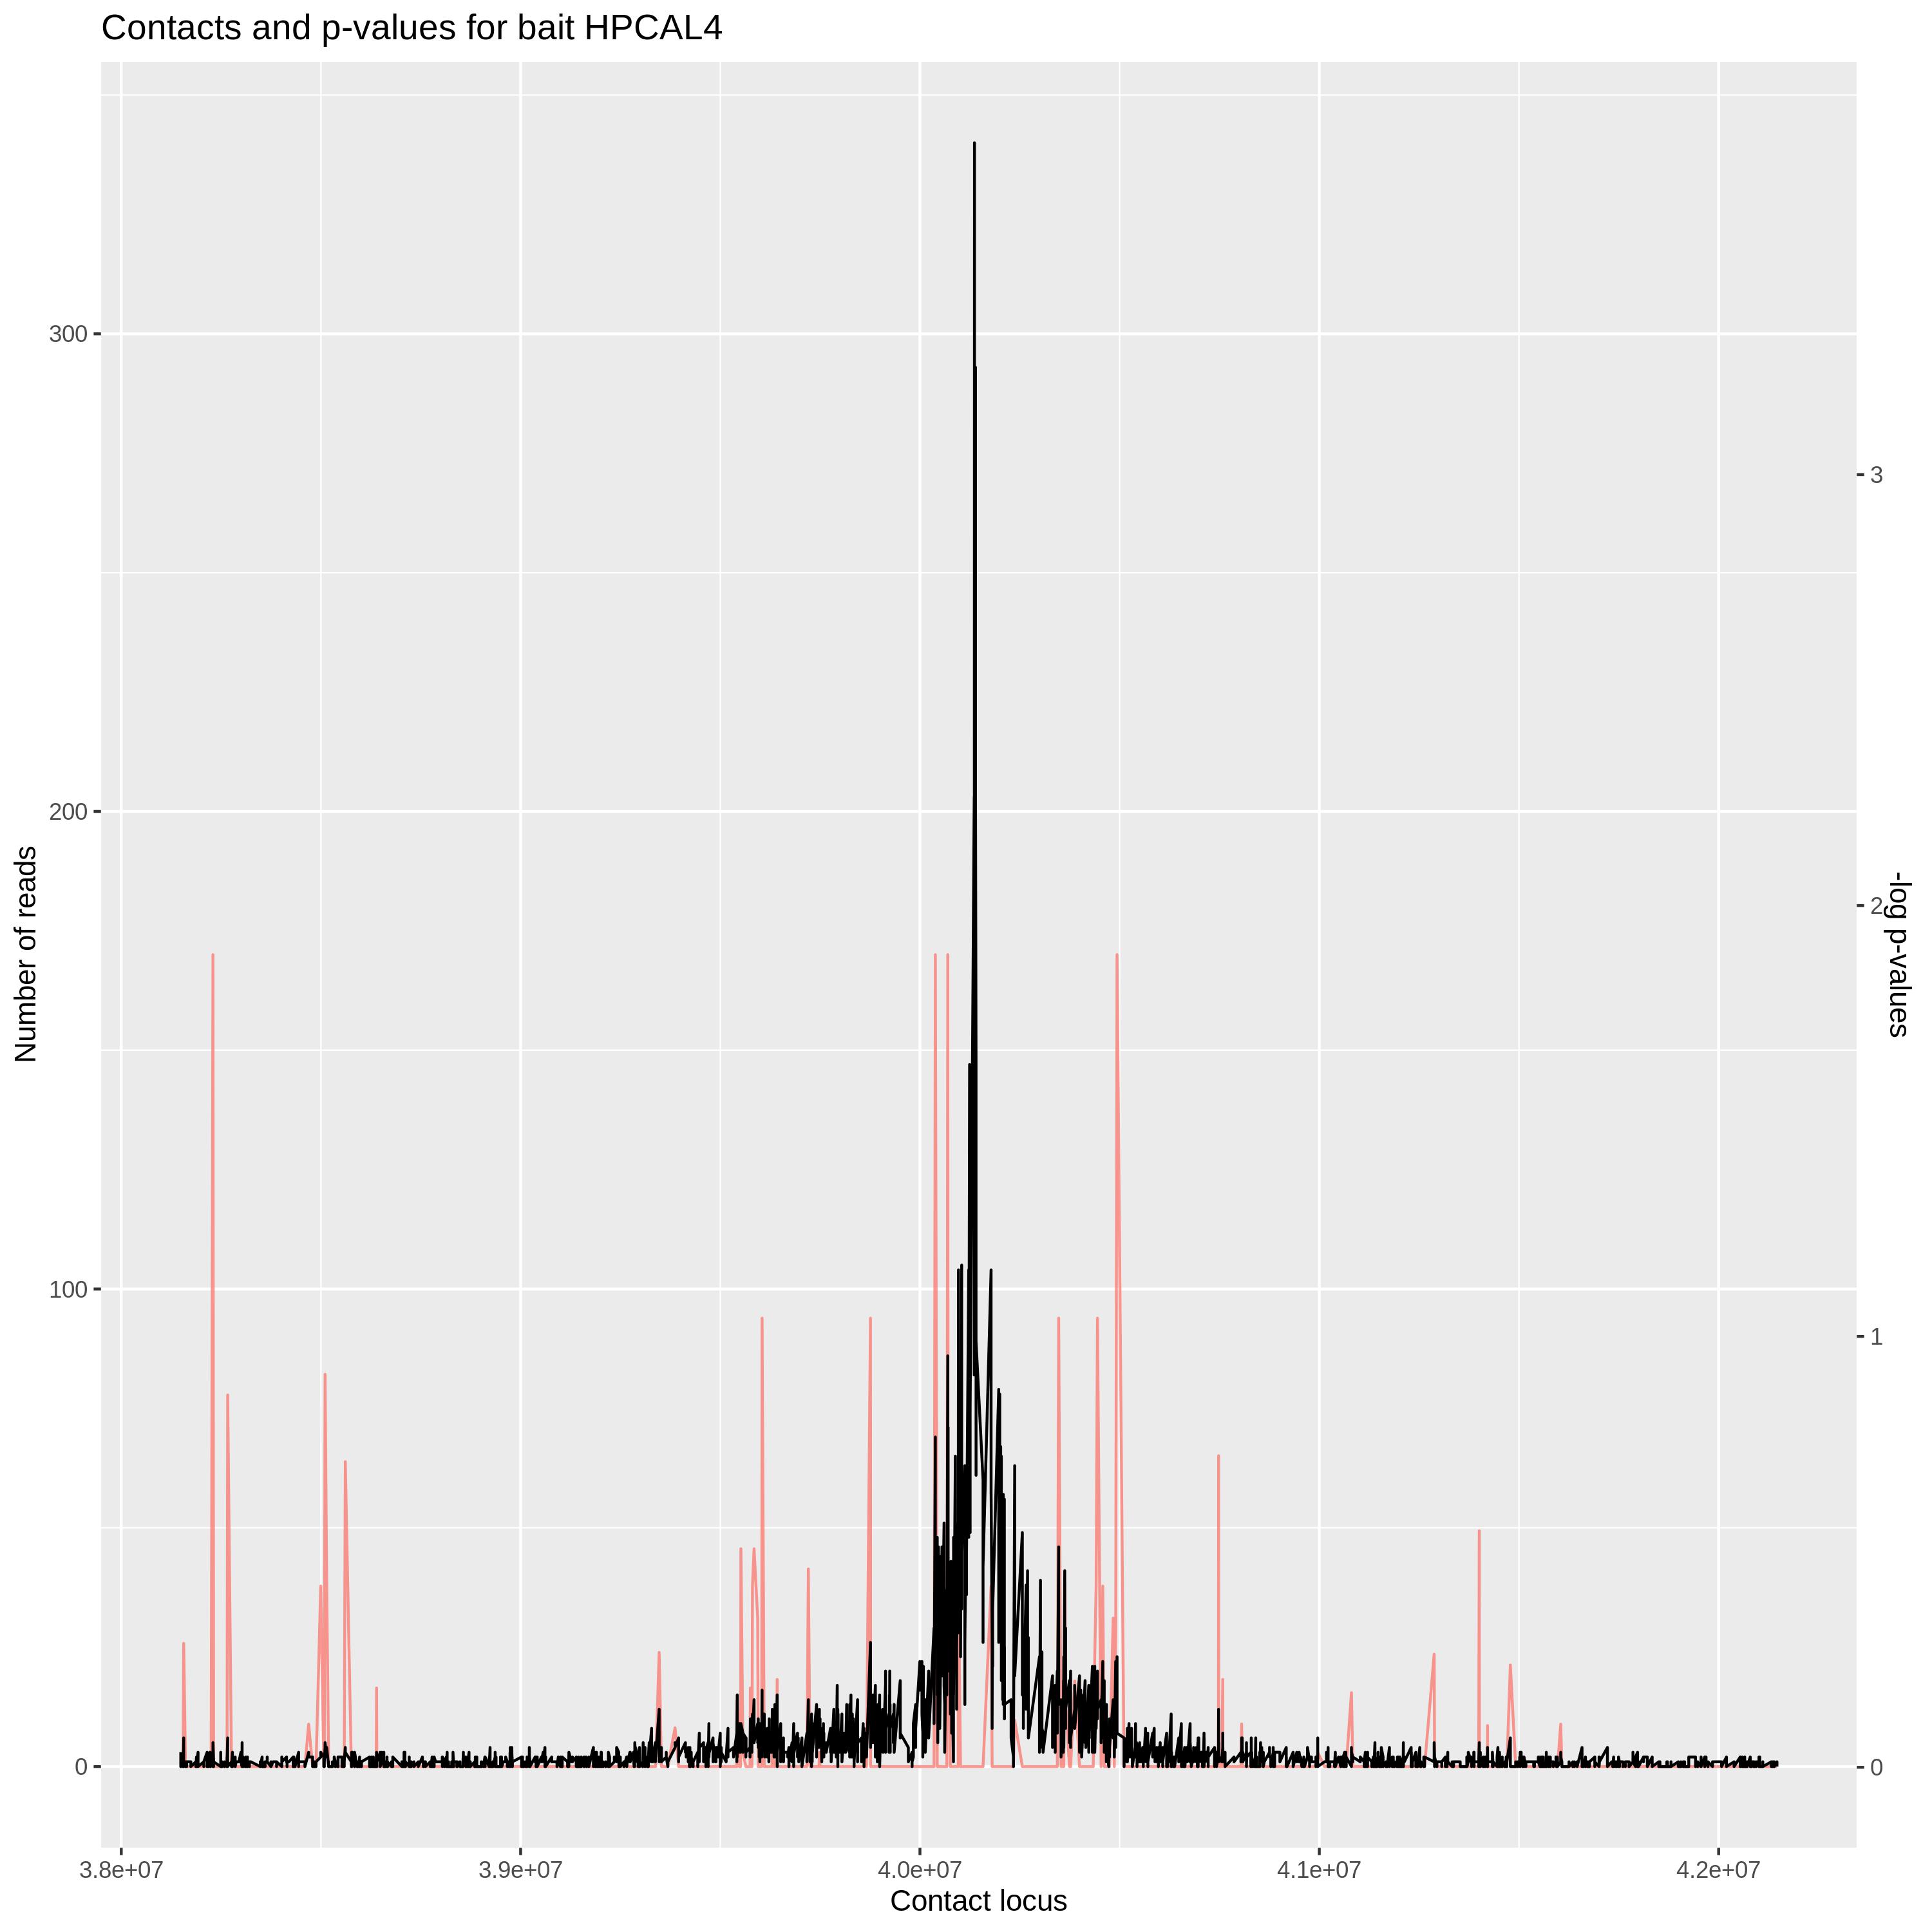 Contacts and p-values for bait HPCAL4
300
200
100
0
Number of reads
3
2
1
0
-log p-values
3.8e+07
3.9e+07
4.0e+07
4.1e+07
4.2e+07
Contact locus